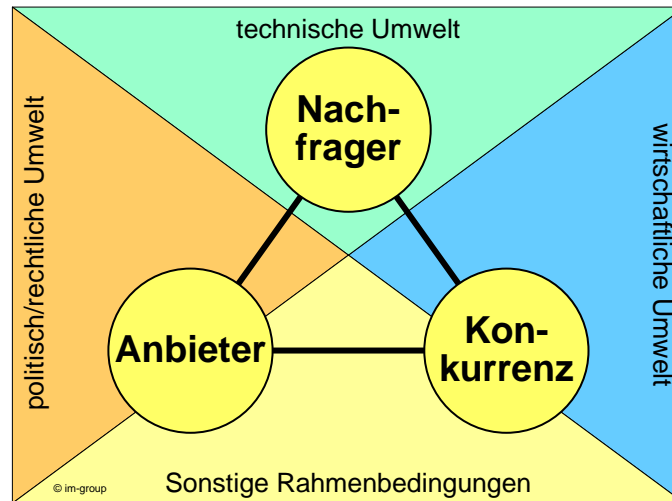 technische Umwelt
Nach-
frager
politisch/rechtliche Umwelt
wirtschaftliche Umwelt
Anbieter
Kon-
kurrenz
Sonstige Rahmenbedingungen
© im-group